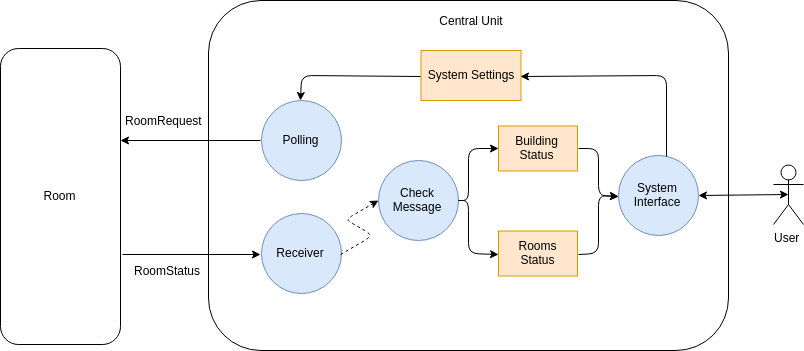 Central Unit
System Settings
RoomRequest
Polling
Building
Status
Room
Check
Message
System
Interface
User
Receiver
Rooms
Status
RoomStatus